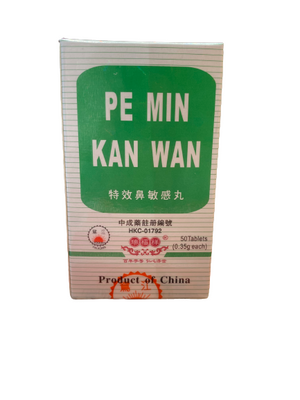 PE MIN
KAN WAN
特效鼻敏感丸
中成藥註册編號
HKC-01792
50Tablets
(0.35g each)
Product of China